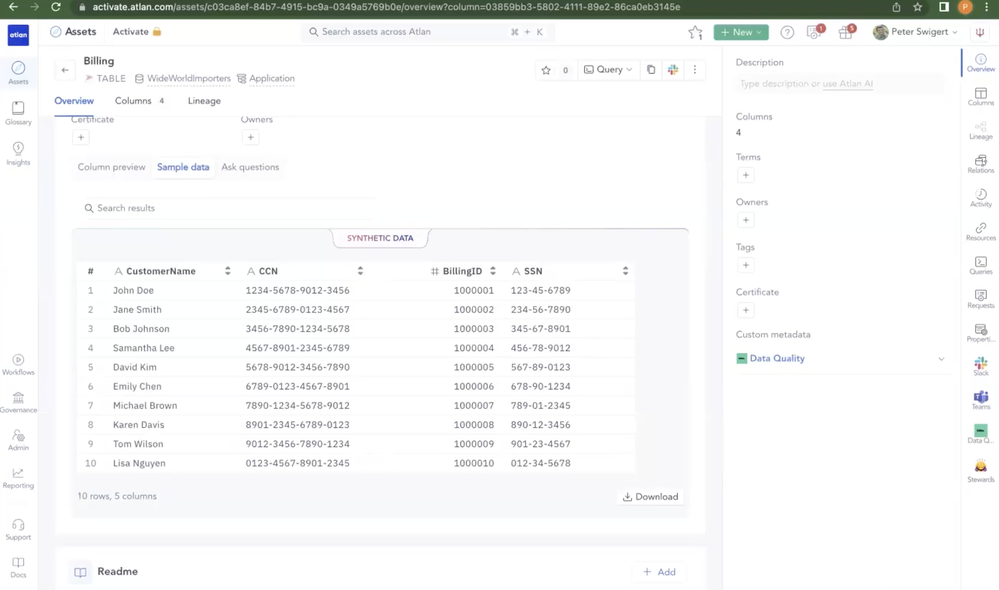 activate.atlan.com/assets/c03ca8ef-84b7-4915-bc9a-0349a5769b0e/overview?column=03859bb3-5802-4111-89e2-86ca0eb3145e
P
atlan
Assets
Activate
Search assets across Atlan
⌘ + K
1
+ New
?
1
5
Peter Swigert
Assets
Glossary
Insights
Workflows
Governance
Admin
Reporting
Support
Docs
Billing
TABLE WideWorldImporters Application
0
Query
Overview
Columns 4
Lineage
Certificate
Owners
+
+
Column preview
Sample data
Ask questions
Search results
SYNTHETIC DATA
# CustomerName CCN # BillingID SSN
1 John Doe 1234-5678-9012-3456 1000001 123-45-6789
2 Jane Smith 2345-6789-0123-4567 1000002 234-56-7890
3 Bob Johnson 3456-7890-1234-5678 1000003 345-67-8901
4 Samantha Lee 4567-8901-2345-6789 1000004 456-78-9012
5 David Kim 5678-9012-3456-7890 1000005 567-89-0123
6 Emily Chen 6789-0123-4567-8901 1000006 678-90-1234
7 Michael Brown 7890-1234-5678-9012 1000007 789-01-2345
8 Karen Davis 8901-2345-6789-0123 1000008 890-12-3456
9 Tom Wilson 9012-3456-7890-1234 1000009 901-23-4567
10 Lisa Nguyen 0123-4567-8901-2345 1000010 012-34-5678
10 rows, 5 columns
Download
Readme
+ Add
Description
Type description or use Atlan AI
Columns
4
Terms
+
Owners
+
Tags
+
Certificate
+
Custom metadata
Data Quality
Overview
Columns
Lineage
Relations
Activity
Resources
Queries
Requests
Properti...
Slack
Teams
Data Q...
Stewards